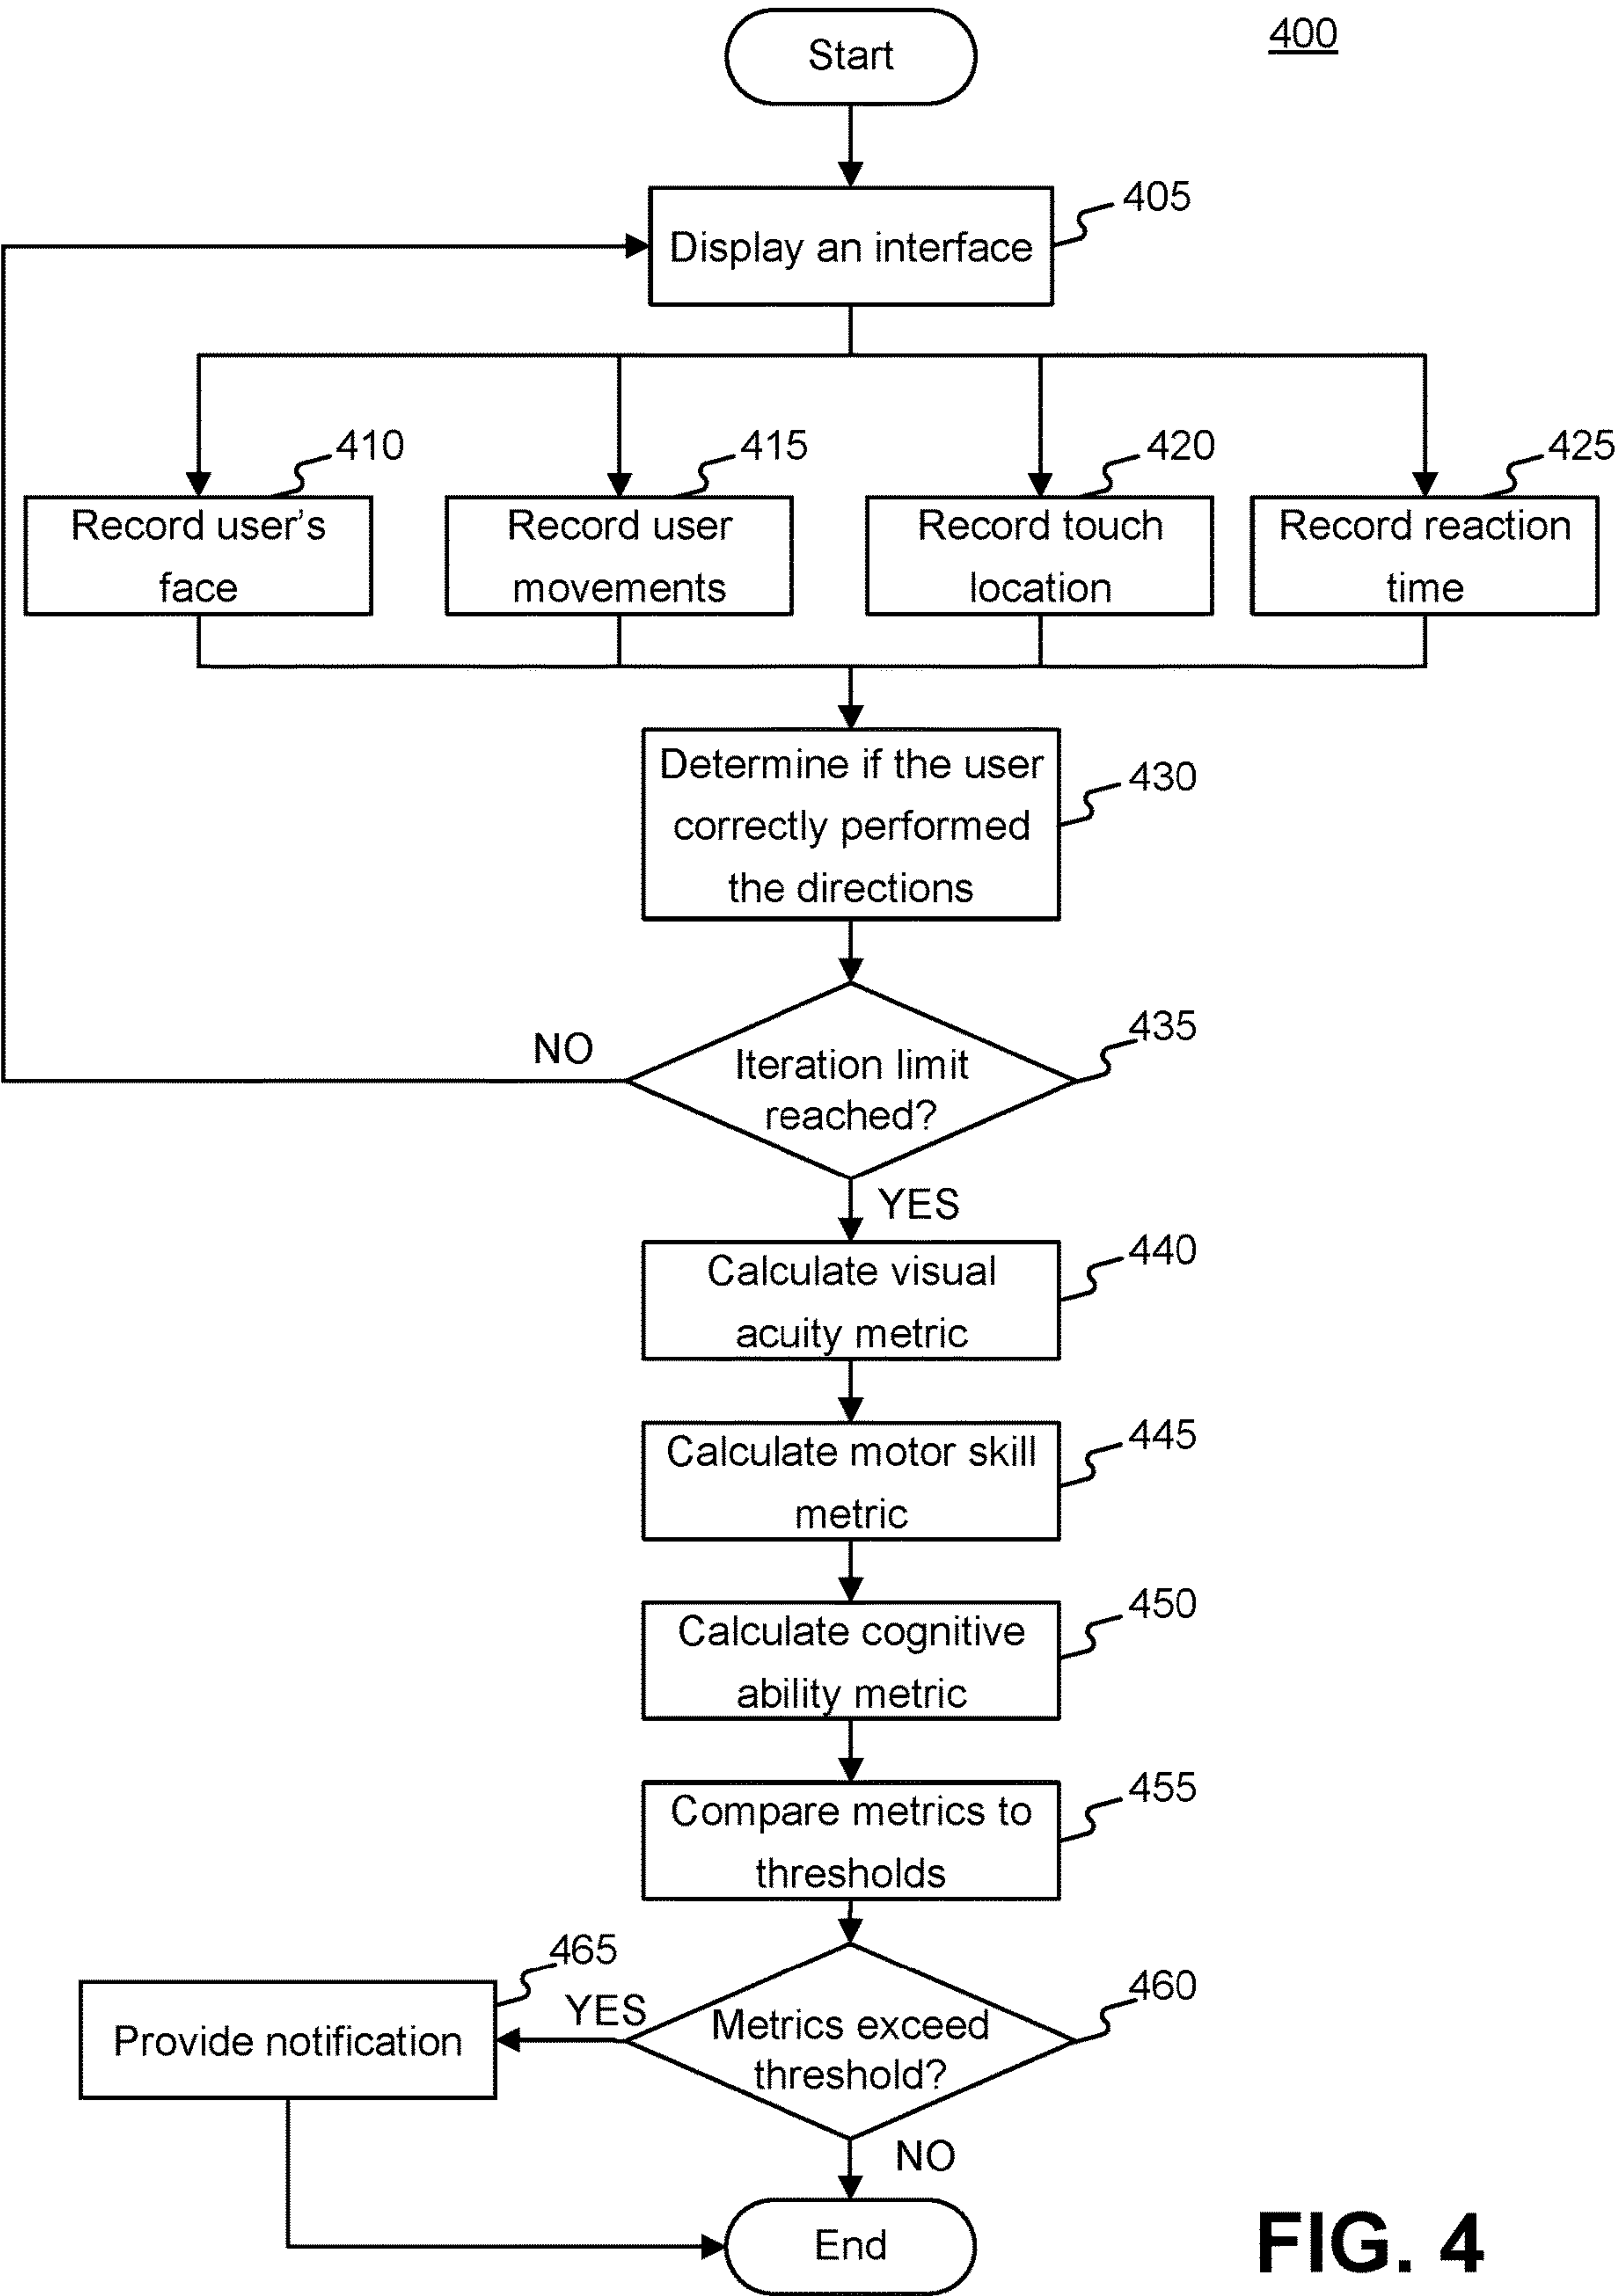 400
Start
405
Display an interface
410
415
420
425
Record user’s
face
Record user
movements
Record touch
location
Record reaction
time
Determine if the user
correctly performed
the directions
430
435
NO
Iteration limit
reached?
YES
440
Calculate visual
acuity metric
445
Calculate motor skill
metric
450
Calculate cognitive
ability metric
455
Compare metrics to
thresholds
465
460
YES
Provide notification
Metrics exceed
threshold?
NO
End
FIG. 4